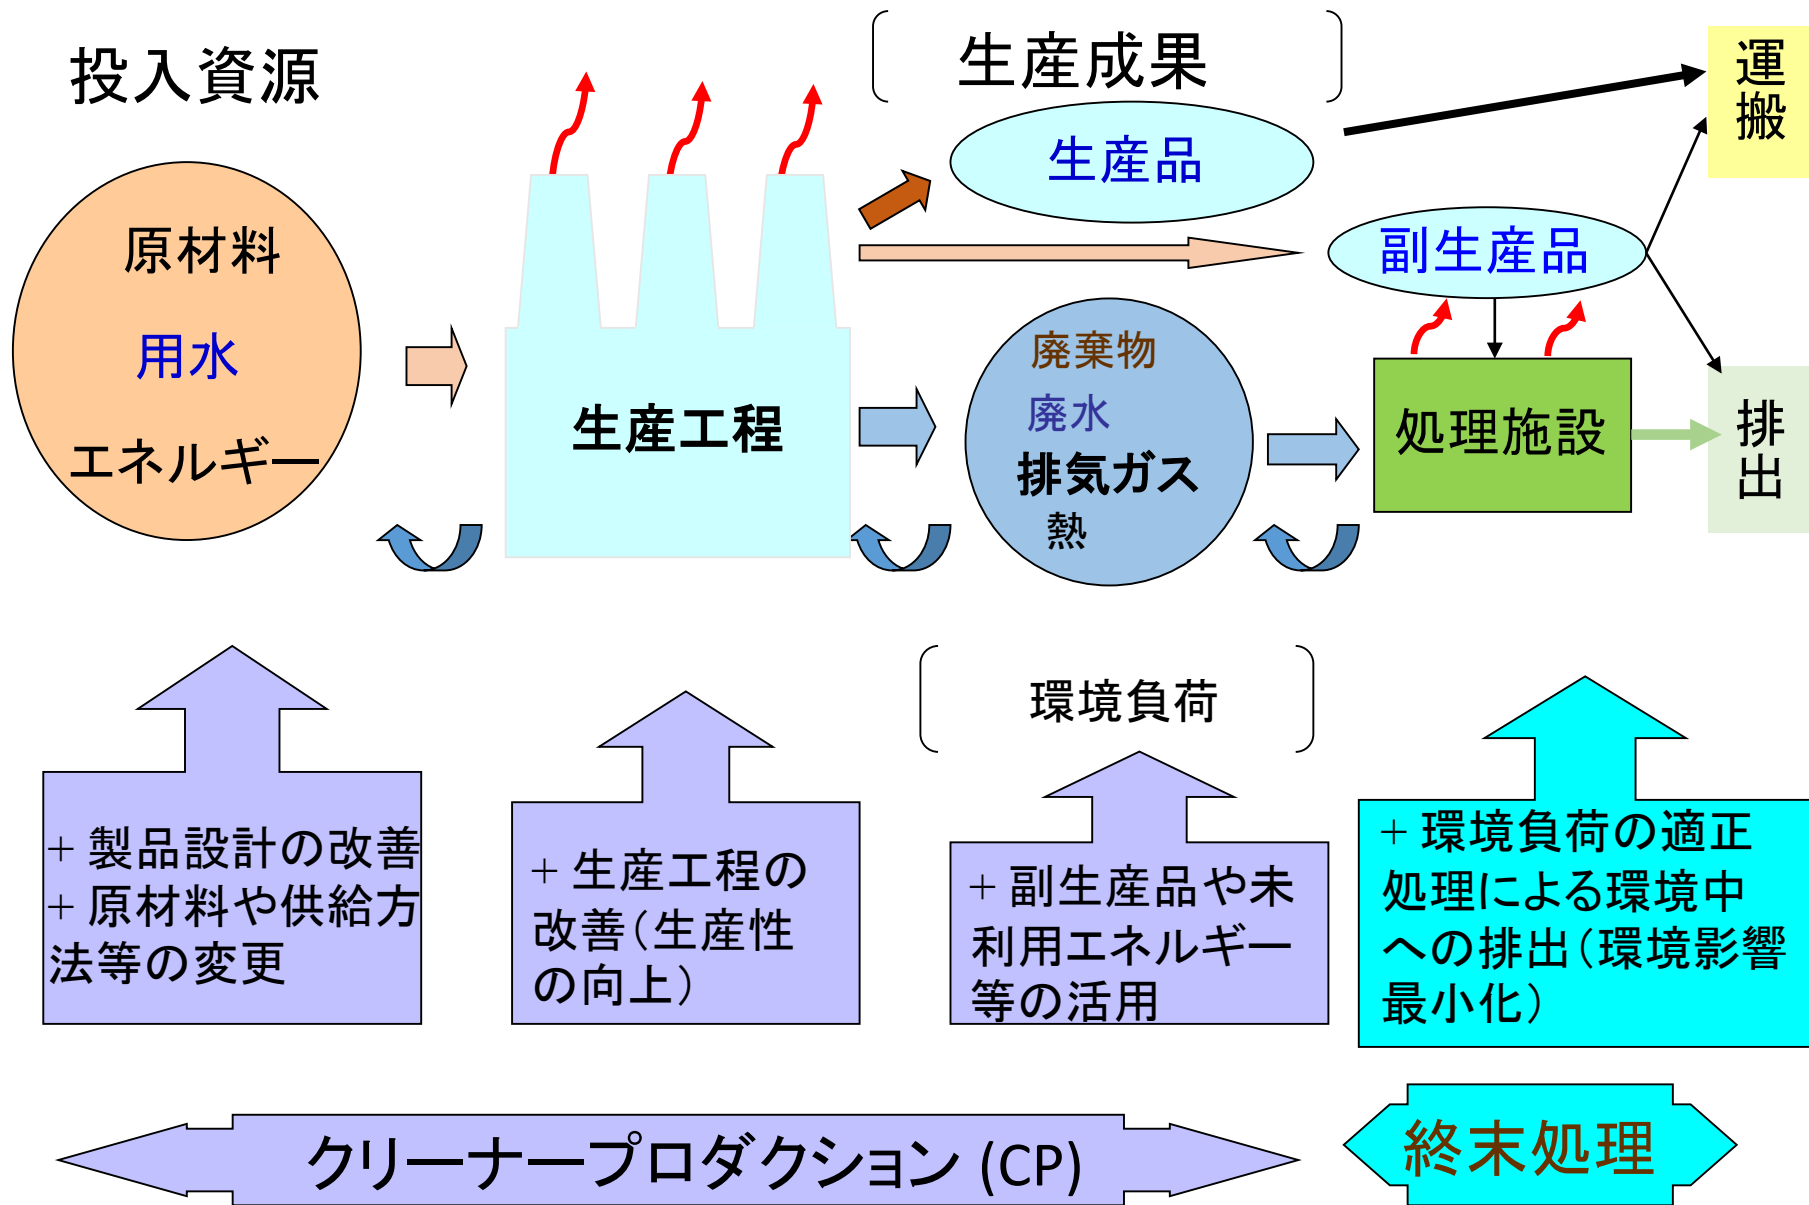 投入資源
生産成果
運
搬
生産品
副生産品
原材料
用水
エネルギー
生産工程
廃棄物
廃水
排気ガス
熱
処理施設
排
出
環境負荷
+ 製品設計の改善
+ 原材料や供給方
法等の変更
+ 生産工程の
改善(生産性
の向上)
+ 副生産品や未
利用エネルギー
等の活用
+ 環境負荷の適正
処理による環境中
への排出(環境影響
最小化)
クリーナープロダクション (CP)
終末処理